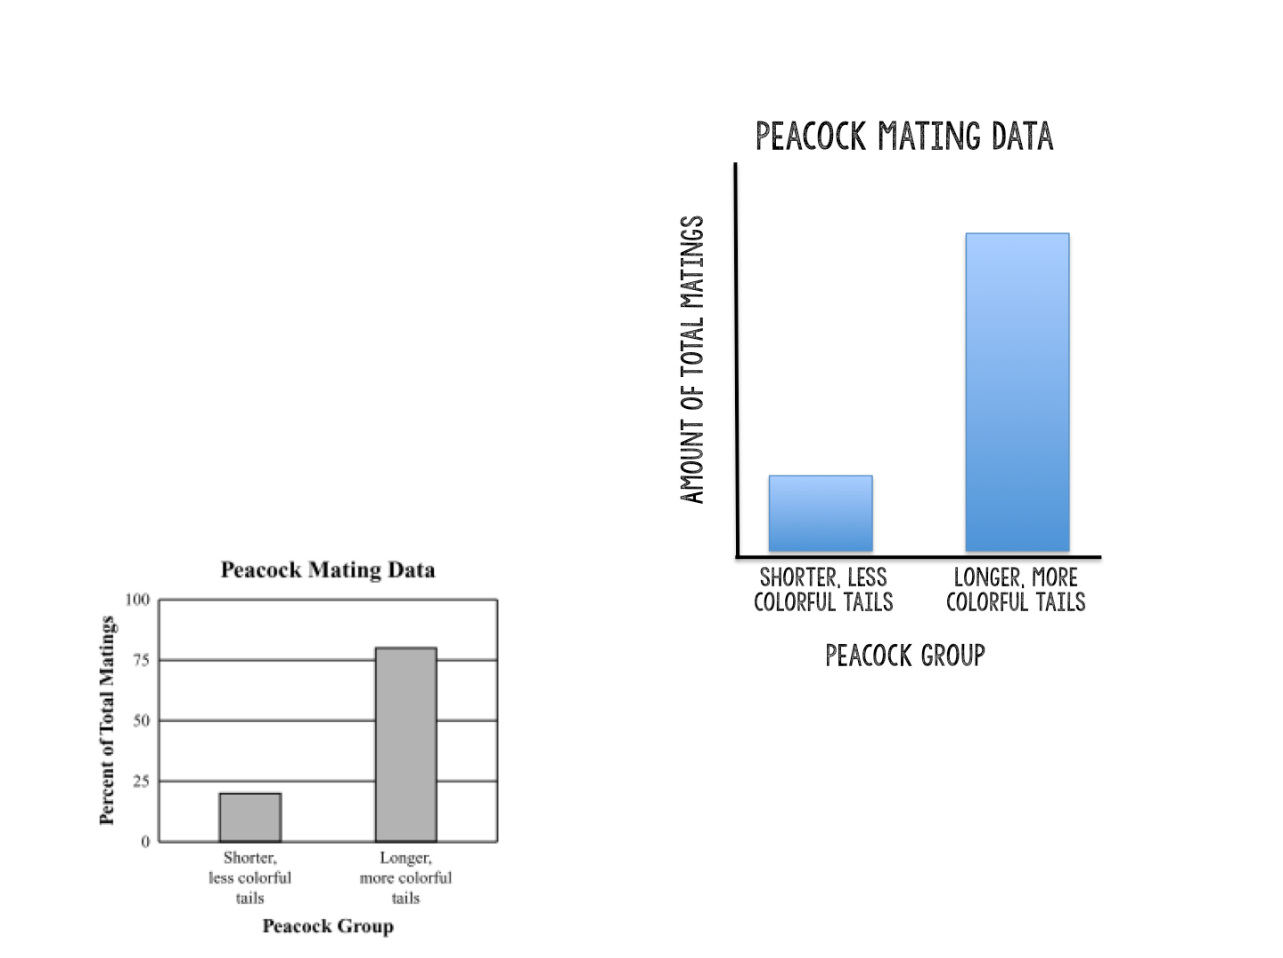 PEACOCK MATING DATA
AMOUNT OF TOTAL MATINGS
SHORTER, LESS
COLORFUL TAILS
LONGER, MORE
COLORFUL TAILS
PEACOCK GROUP
Peacock Mating Data
Percent of Total Matings
100
75
50
25
0
Shorter,
less colorful
tails
Longer,
more colorful
tails
Peacock Group